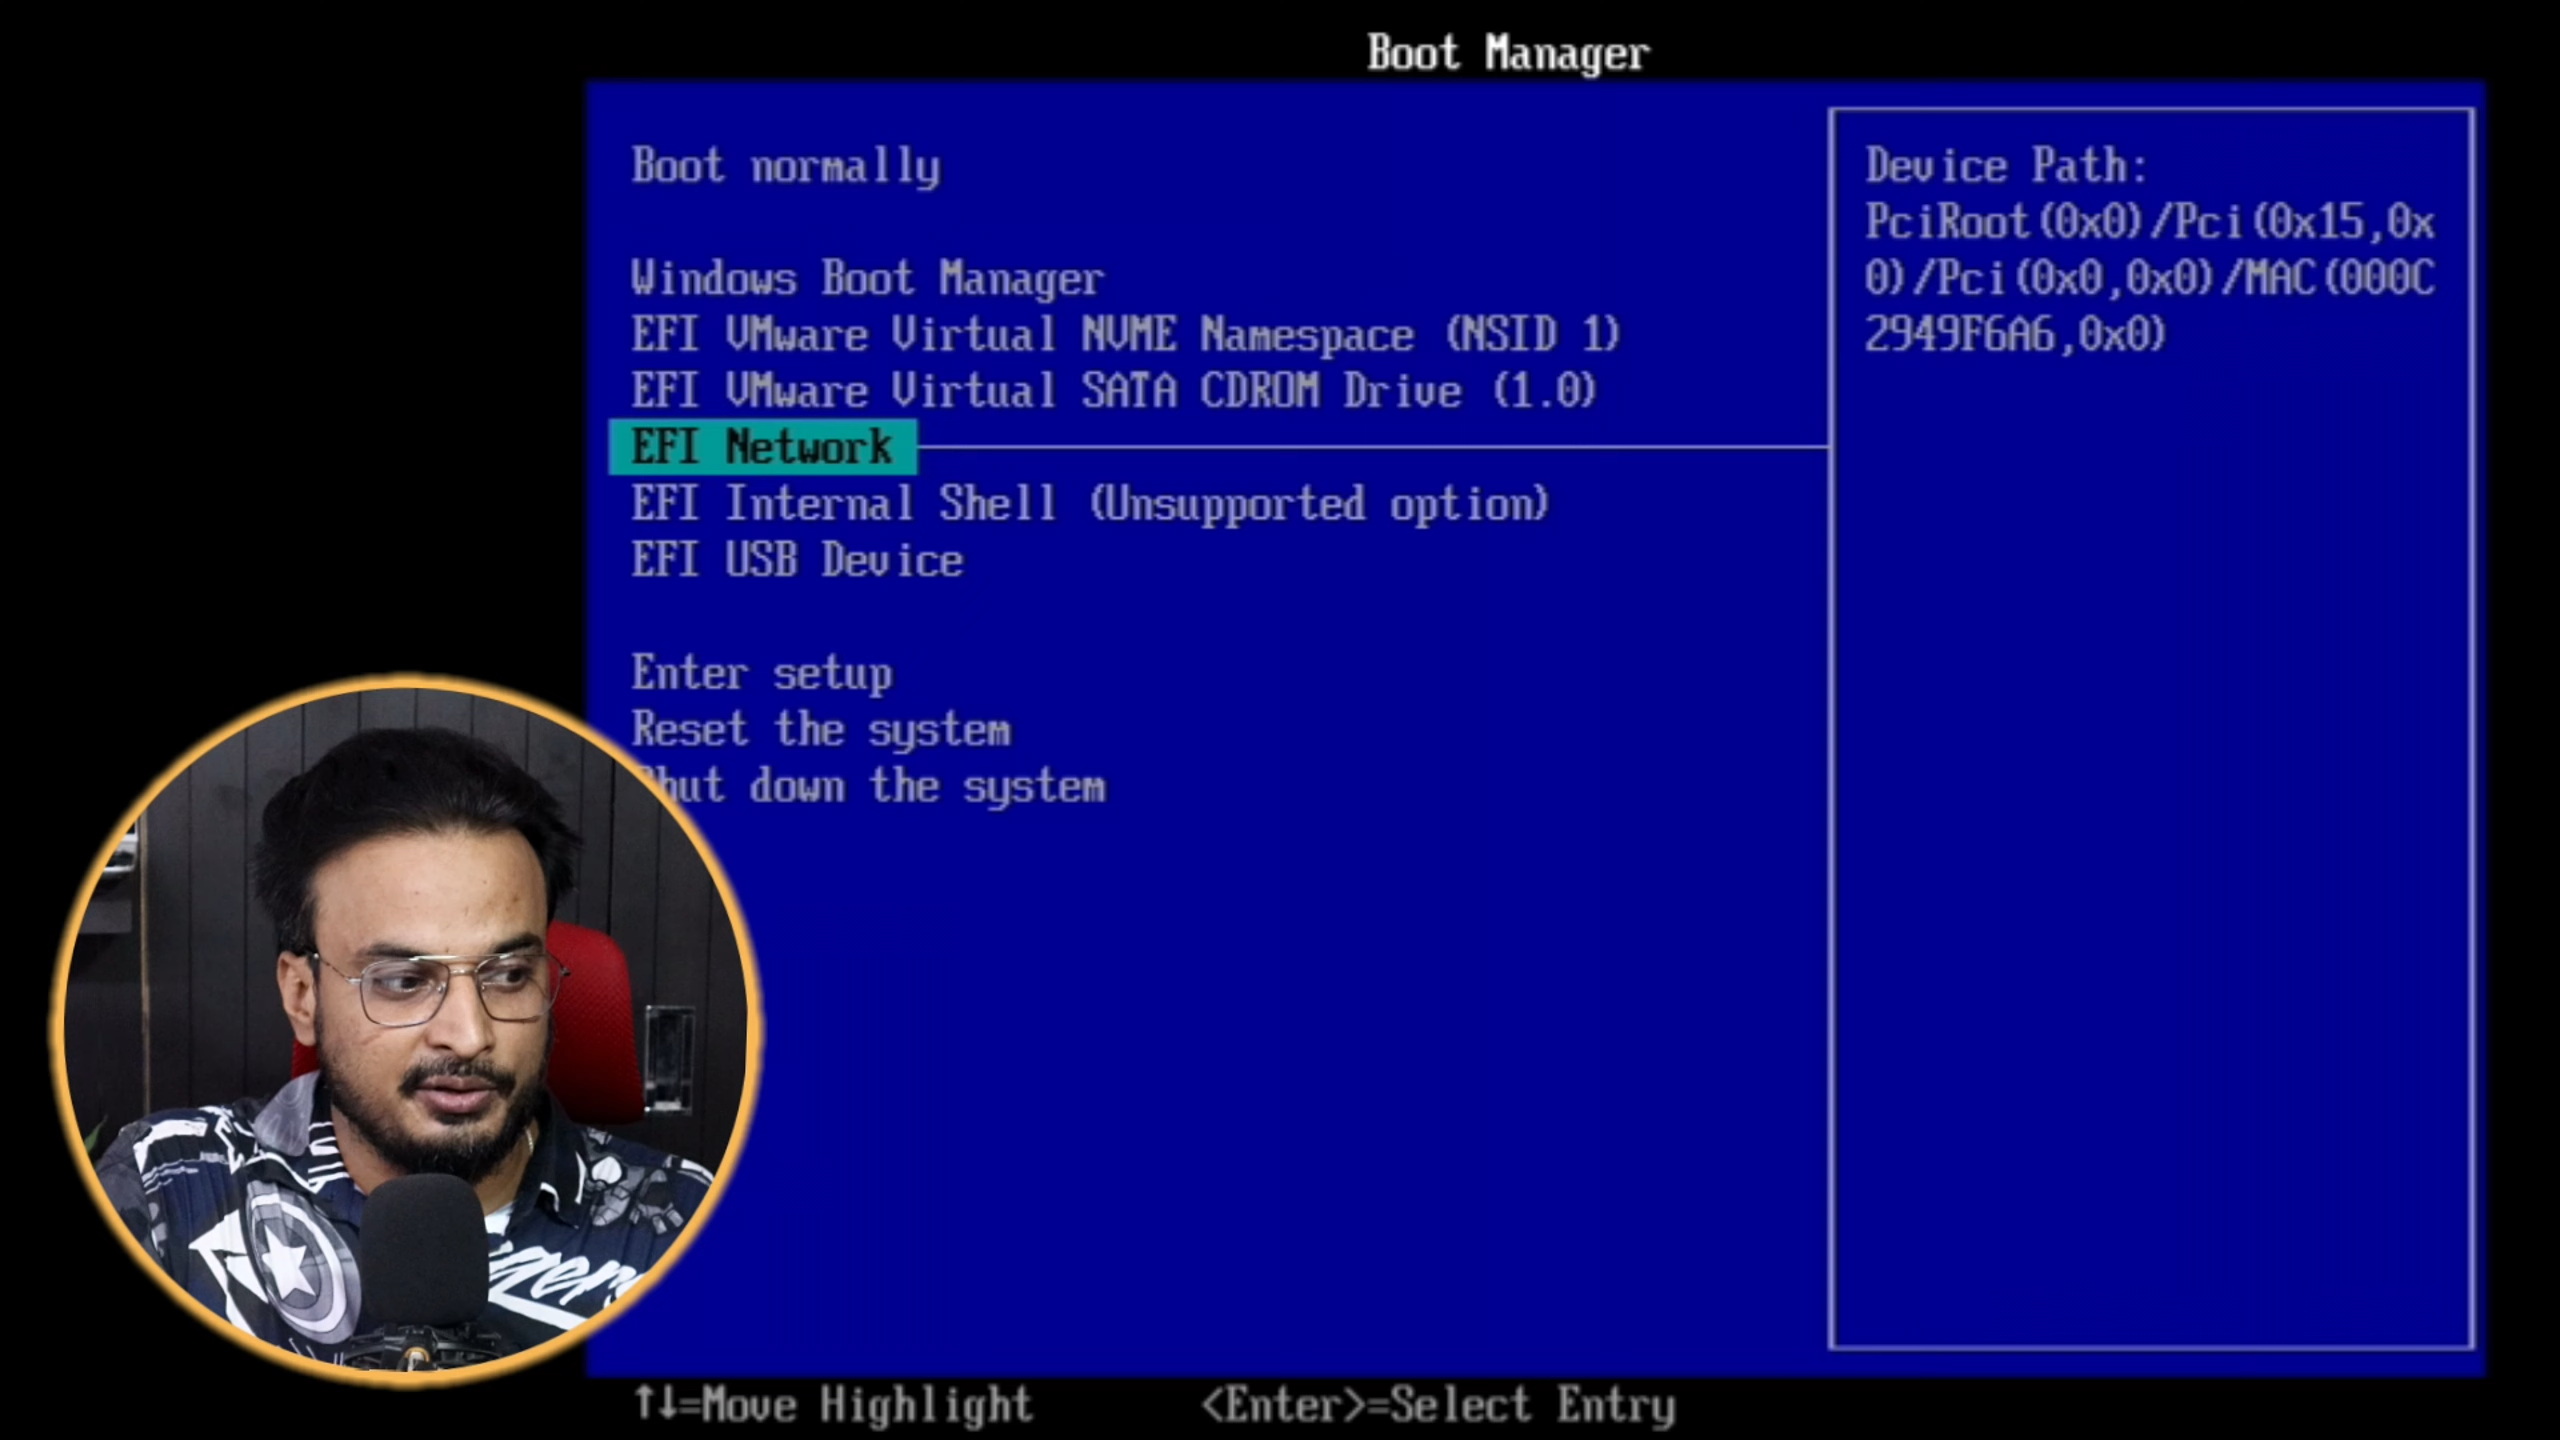 Boot Manager
Boot normally
Windows Boot Manager
EFI VMware Virtual NVME Namespace (NSID 1)
EFI VMware Virtual SATA CDROM Drive (1.0)
EFI Network
EFI Internal Shell (Unsupported option)
EFI USB Device
Enter setup
Reset the system
Shut down the system
Device Path:
PciRoot(0x0)/Pci(0x15,0x
0)/Pci(0x0,0x0)/MAC(000C
2949F6A6,0x0)
↑↓=Move Highlight
<Enter>=Select Entry